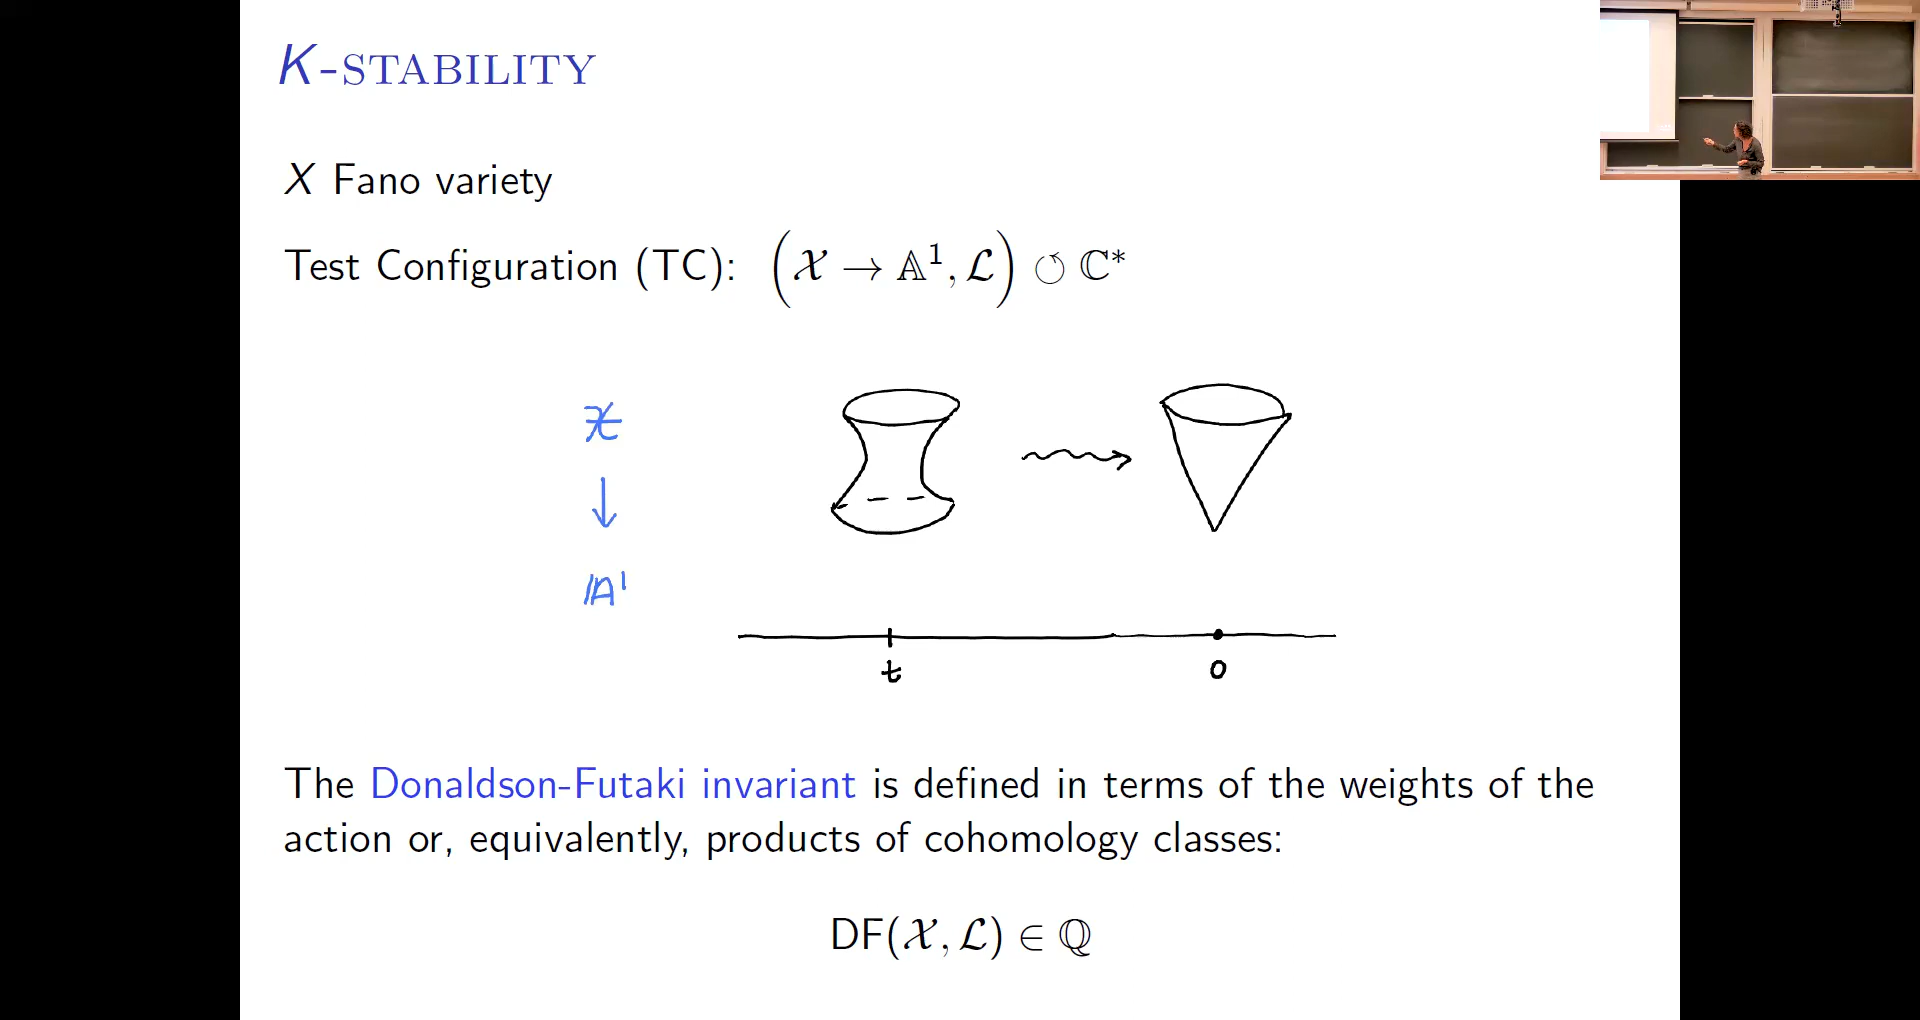 K-STABILITY
X Fano variety
Test Configuration (TC): (𝒳 → 𝔸¹, ℒ) ↺ ℂ*
𝒳
↓
𝔸¹
t
0
The Donaldson-Futaki invariant is defined in terms of the weights of the
action or, equivalently, products of cohomology classes:
DF(𝒳, ℒ) ∈ ℚ